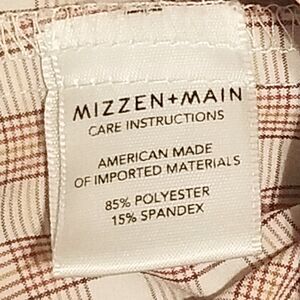 MIZZEN+MAIN
CARE INSTRUCTIONS
AMERICAN MADE
OF IMPORTED MATERIALS
85% POLYESTER
15% SPANDEX